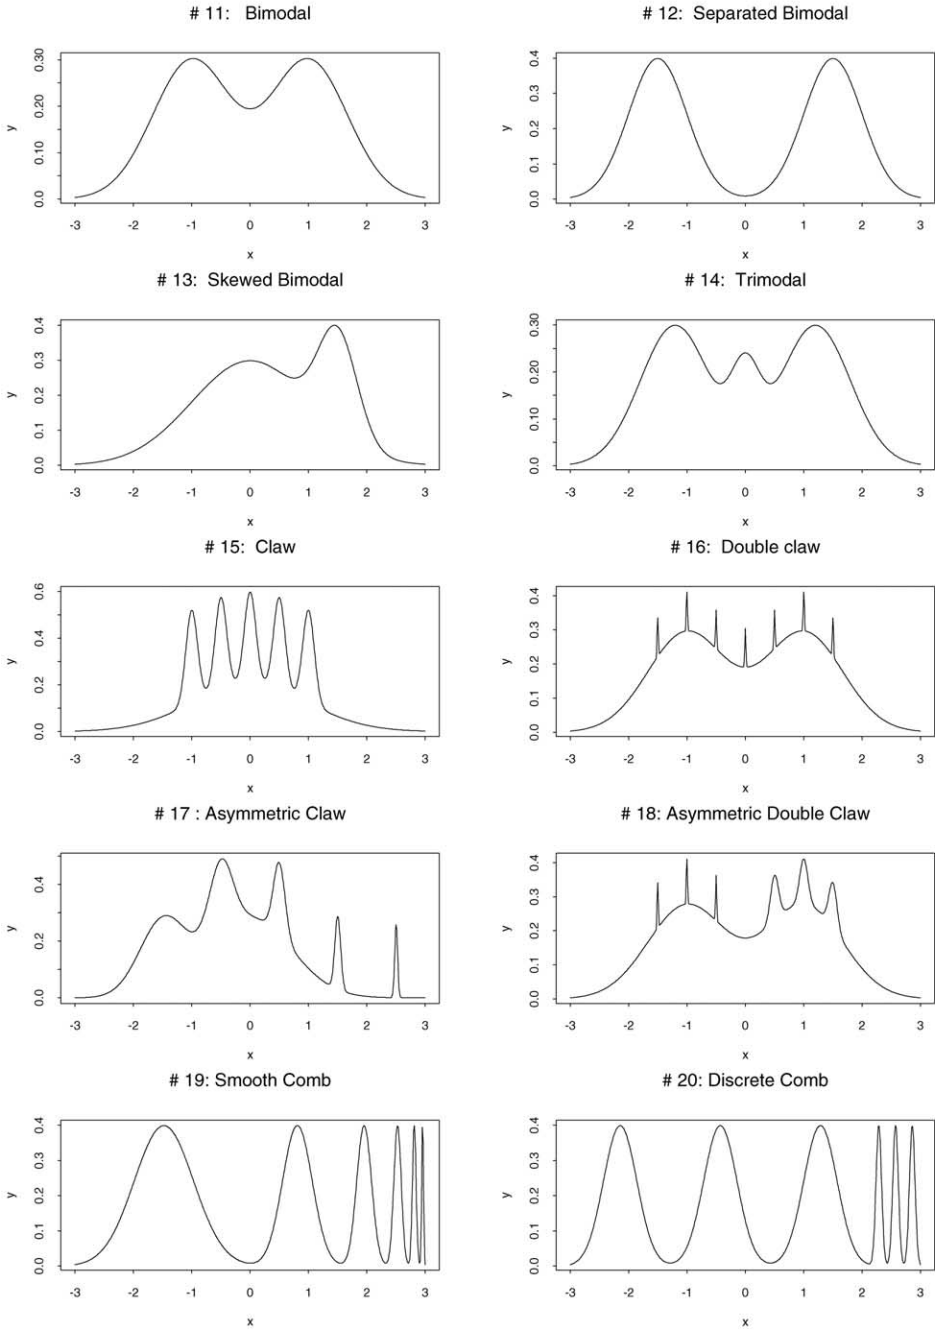 # 11:   Bimodal
y
0.0 0.10 0.20 0.30
-3 -2 -1 0 1 2 3
x
# 12:  Separated Bimodal
y
0.0 0.1 0.2 0.3 0.4
-3 -2 -1 0 1 2 3
x
# 13:  Skewed Bimodal
y
0.0 0.1 0.2 0.3 0.4
-3 -2 -1 0 1 2 3
x
# 14:  Trimodal
y
0.0 0.10 0.20 0.30
-3 -2 -1 0 1 2 3
x
# 15:  Claw
y
0.0 0.2 0.4 0.6
-3 -2 -1 0 1 2 3
x
# 16:  Double claw
y
0.0 0.1 0.2 0.3 0.4
-3 -2 -1 0 1 2 3
x
# 17 : Asymmetric Claw
y
0.0 0.2 0.4
-3 -2 -1 0 1 2 3
x
# 18: Asymmetric Double Claw
y
0.0 0.1 0.2 0.3 0.4
-3 -2 -1 0 1 2 3
x
# 19: Smooth Comb
y
0.0 0.1 0.2 0.3 0.4
-3 -2 -1 0 1 2 3
x
# 20: Discrete Comb
y
0.0 0.1 0.2 0.3 0.4
-3 -2 -1 0 1 2 3
x